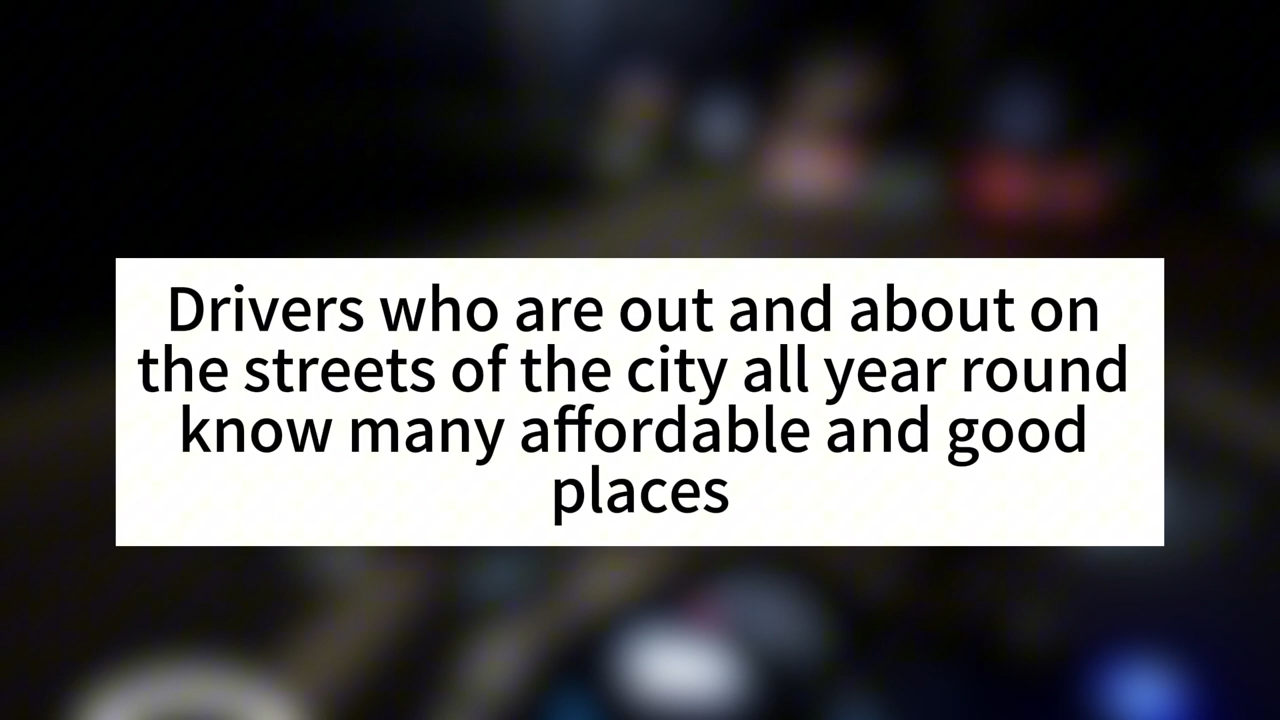 Drivers who are out and about on
the streets of the city all year round
know many affordable and good
places